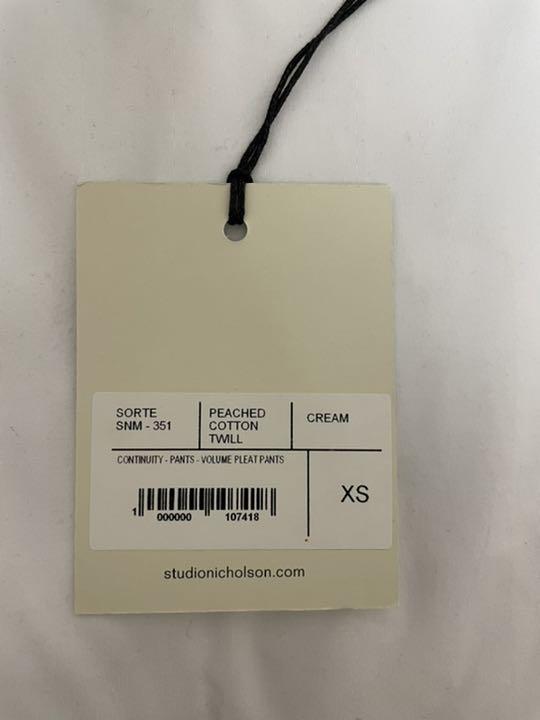 SORTE
SNM - 351
PEACHED
COTTON
TWILL
CREAM
CONTINUITY - PANTS - VOLUME PLEAT PANTS
XS
1 000000 107418
studionicholson.com